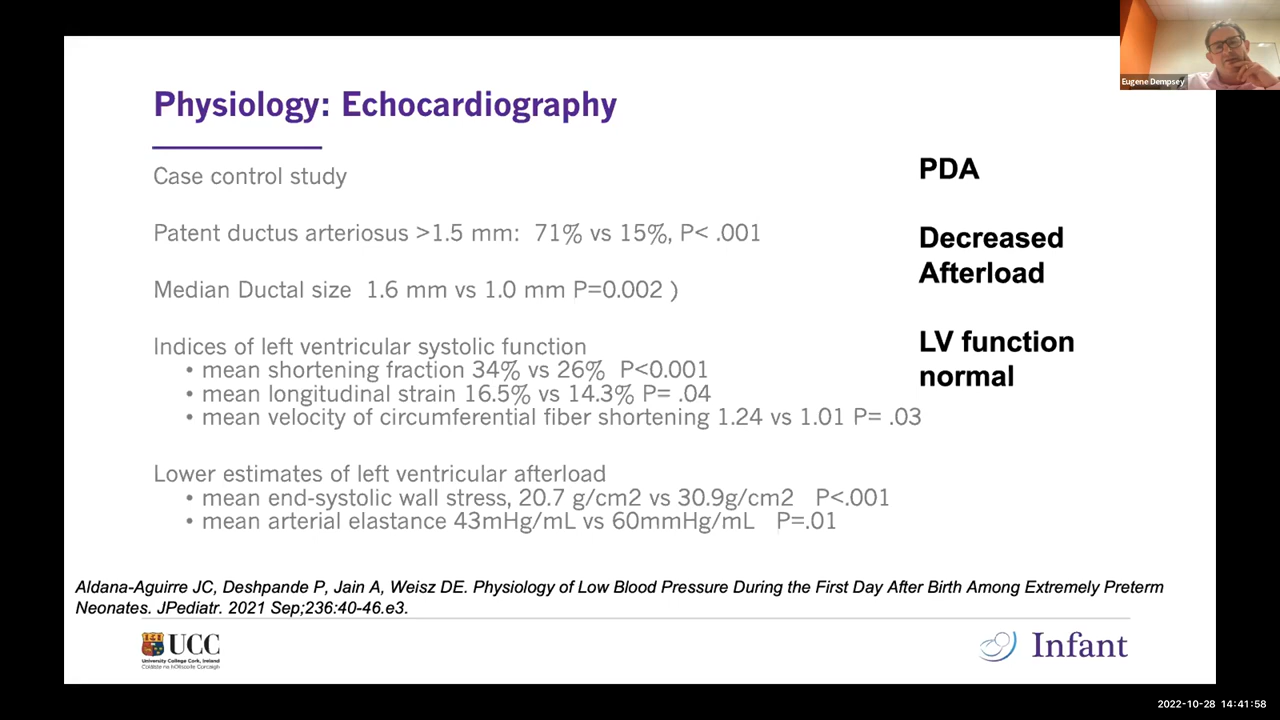 Eugene Dempsey
Physiology: Echocardiography
Case control study
Patent ductus arteriosus >1.5 mm:  71% vs 15%, P< .001
Median Ductal size  1.6 mm vs 1.0 mm P=0.002 )
Indices of left ventricular systolic function
• mean shortening fraction 34% vs 26%  P<0.001
• mean longitudinal strain 16.5% vs 14.3% P= .04
• mean velocity of circumferential fiber shortening 1.24 vs 1.01 P= .03
Lower estimates of left ventricular afterload
• mean end-systolic wall stress, 20.7 g/cm2 vs 30.9g/cm2   P<.001
• mean arterial elastance 43mHg/mL vs 60mmHg/mL   P=.01
PDA
Decreased
Afterload
LV function
normal
Aldana-Aguirre JC, Deshpande P, Jain A, Weisz DE. Physiology of Low Blood Pressure During the First Day After Birth Among Extremely Preterm
Neonates. JPediatr. 2021 Sep;236:40-46.e3.
UCC
University College Cork, Ireland
Coláiste na hOllscoile Corcaigh
Infant
2022-10-28  14:41:58